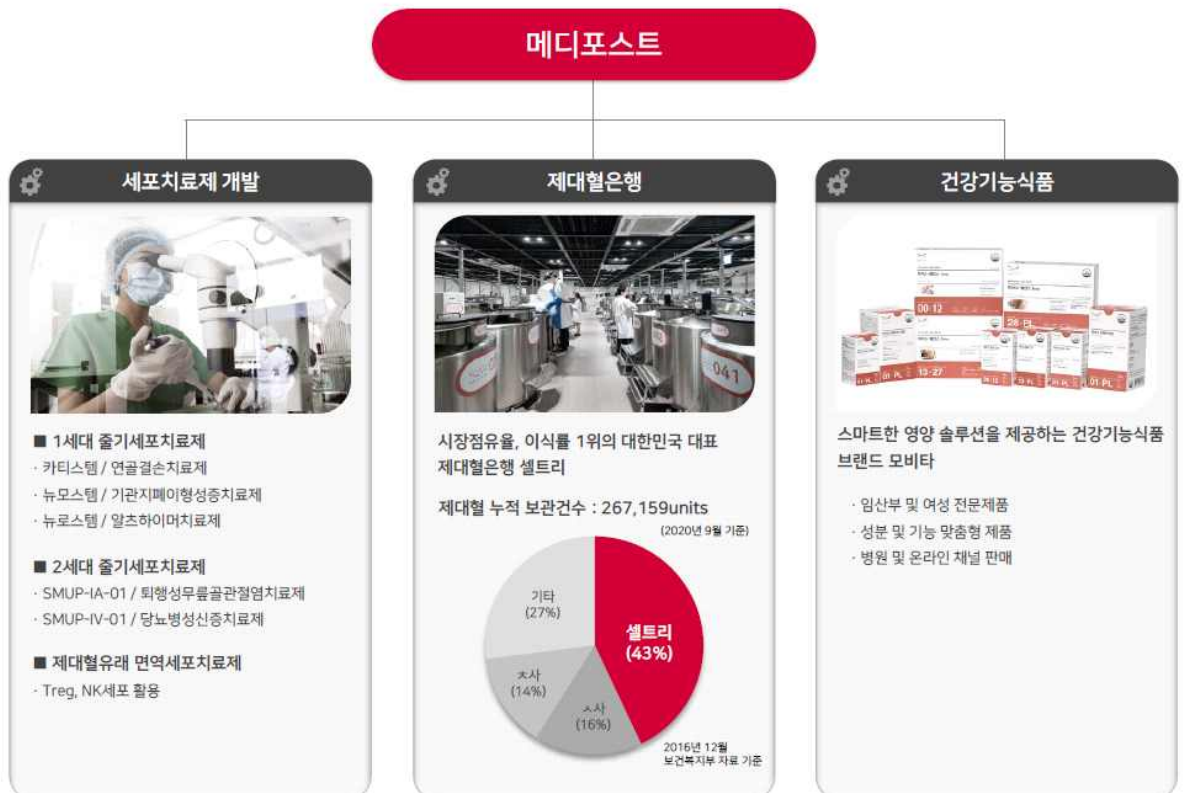 메디포스트
세포치료제 개발
■ 1세대 줄기세포치료제
· 카티스템 / 연골결손치료제
· 뉴모스템 / 기관지폐이형성증치료제
· 뉴로스템 / 알츠하이머치료제
■ 2세대 줄기세포치료제
· SMUP-IA-01 / 퇴행성무릎골관절염치료제
· SMUP-IV-01 / 당뇨병성신증치료제
■ 제대혈유래 면역세포치료제
· Treg, NK세포 활용
제대혈은행
041
시장점유율, 이식률 1위의 대한민국 대표
제대혈은행 셀트리
제대혈 누적 보관건수 : 267,159units
(2020년 9월 기준)
기타
(27%)
셀트리
(43%)
ㅊ사
(14%)
ㅅ사
(16%)
2016년 12월
보건복지부 자료 기준
건강기능식품
00-12
26-PL
13-27
01-PL
01-PL
01-PL
스마트한 영양 솔루션을 제공하는 건강기능식품
브랜드 모비타
· 임산부 및 여성 전문제품
· 성분 및 기능 맞춤형 제품
· 병원 및 온라인 채널 판매